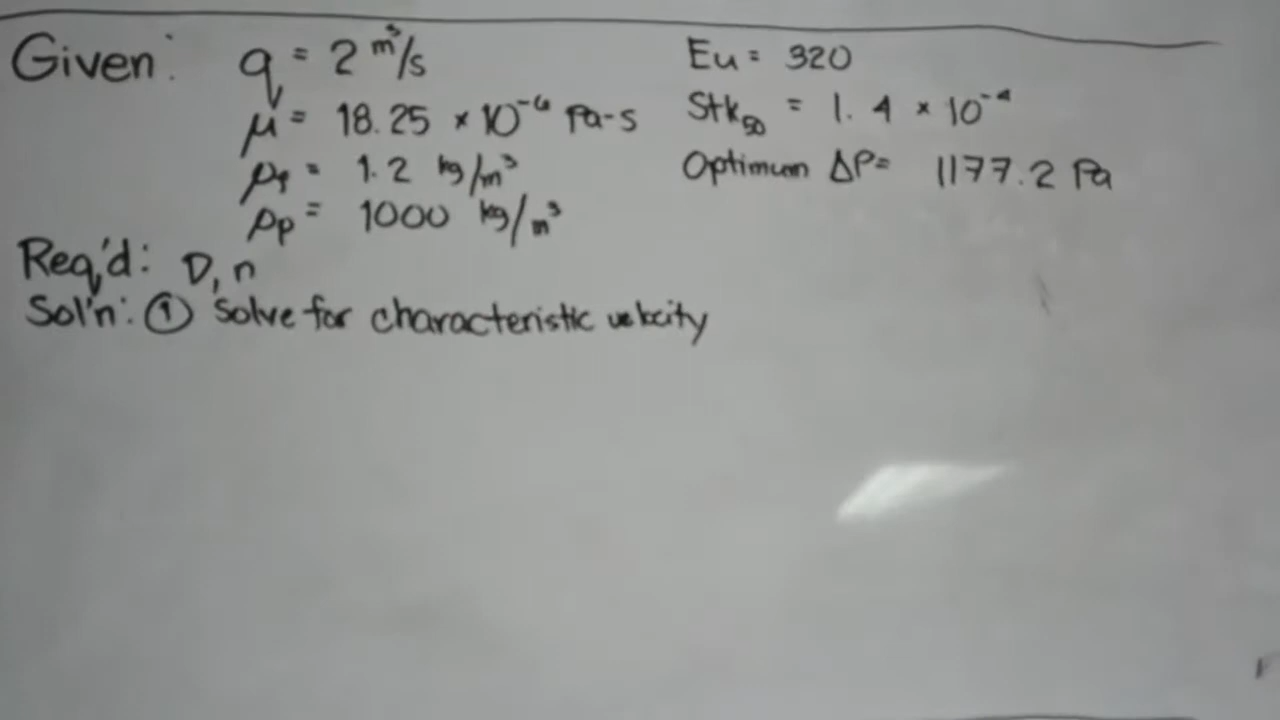 Given: q = 2 m³/s Eu = 320
μ = 18.25 × 10⁻⁶ Pa-s Stk₅₀ = 1.4 × 10⁻⁴
ρf = 1.2 kg/m³ Optimum ΔP = 1177.2 Pa
ρp = 1000 kg/m³
Req'd: D, n
Sol'n: ① Solve for characteristic velocity